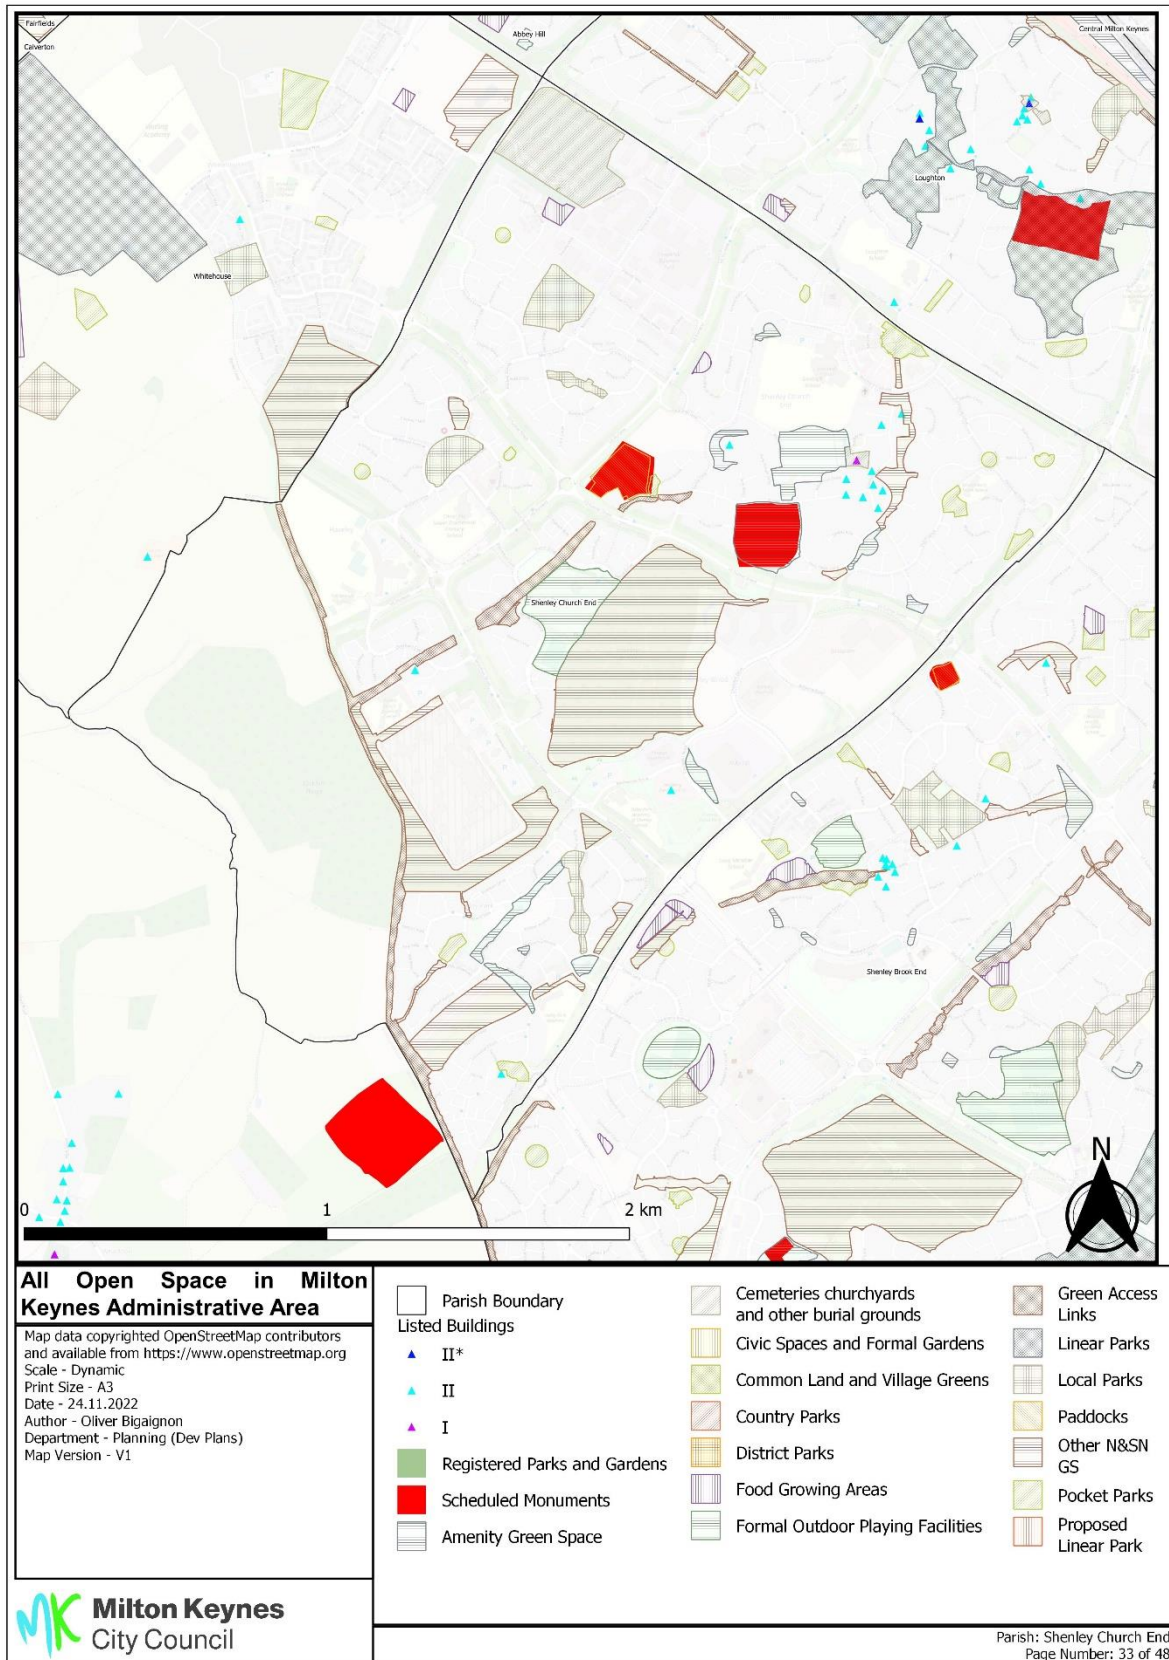 Fairfields
Calverton
Abbey Hill
Central Milton Keynes
Loughton
Whitehouse
Shenley Church End
Shenley Church End
Shenley Brook End
N
0 1 2 km
All Open Space in Milton
Keynes Administrative Area
Map data copyrighted OpenStreetMap contributors
and available from https://www.openstreetmap.org
Scale - Dynamic
Print Size - A3
Date - 24.11.2022
Author - Oliver Bigaignon
Department - Planning (Dev Plans)
Map Version - V1
MK Milton Keynes
City Council
Parish Boundary
Listed Buildings
II*
II
I
Registered Parks and Gardens
Scheduled Monuments
Amenity Green Space
Cemeteries churchyards
and other burial grounds
Civic Spaces and Formal Gardens
Common Land and Village Greens
Country Parks
District Parks
Food Growing Areas
Formal Outdoor Playing Facilities
Green Access
Links
Linear Parks
Local Parks
Paddocks
Other N&SN
GS
Pocket Parks
Proposed
Linear Park
Parish: Shenley Church End
Page Number: 33 of 48